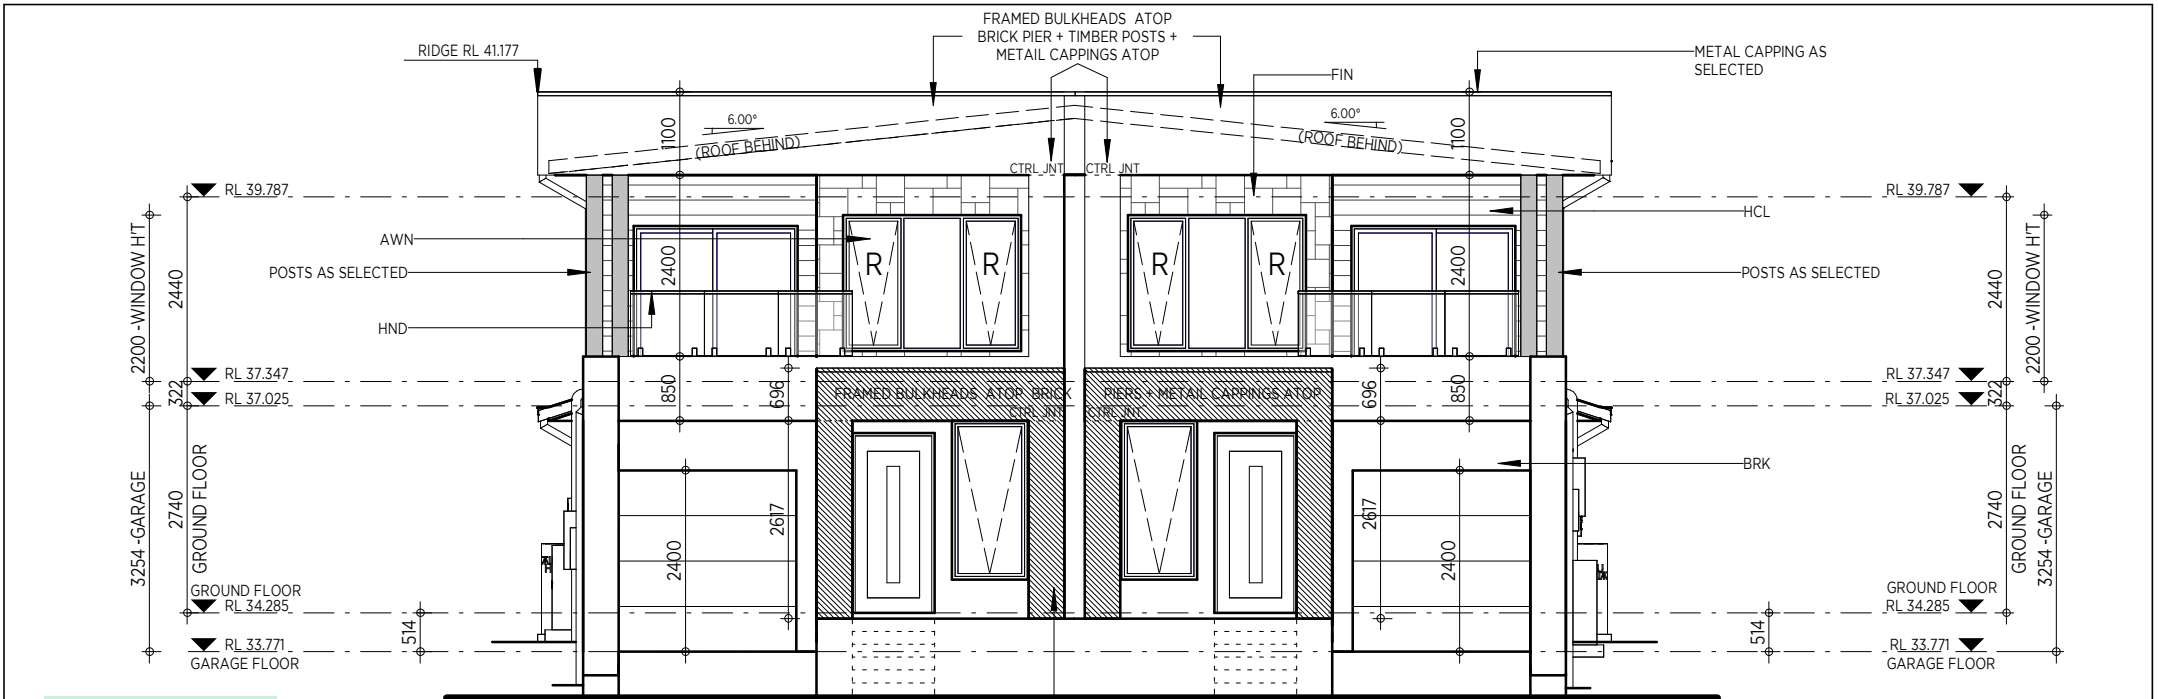 FRAMED BULKHEADS ATOP
BRICK PIER + TIMBER POSTS +
METAIL CAPPINGS ATOP
RIDGE RL 41.177
METAL CAPPING AS
SELECTED
FIN
6.00°
6.00°
1100
1100
(ROOF BEHIND)
(ROOF BEHIND)
CTRL JNT
CTRL JNT
RL 39.787
RL 39.787
HCL
AWN
R
R
R
R
POSTS AS SELECTED
POSTS AS SELECTED
2200 -WINDOW H'T
2440
2400
2400
2440
2200 -WINDOW H'T
HND
RL 37.347
RL 37.347
322
RL 37.025
RL 37.025
322
850
696
FRAMED BULKHEADS ATOP BRICK
PIERS + METAIL CAPPINGS ATOP
696
850
CTRL JNT
CTRL JNT
BRK
3254 -GARAGE
2740
GROUND FLOOR
2400
2617
2617
2400
2740
GROUND FLOOR
3254 -GARAGE
GROUND FLOOR
RL 34.285
GROUND FLOOR
RL 34.285
514
514
RL 33.771
GARAGE FLOOR
RL 33.771
GARAGE FLOOR